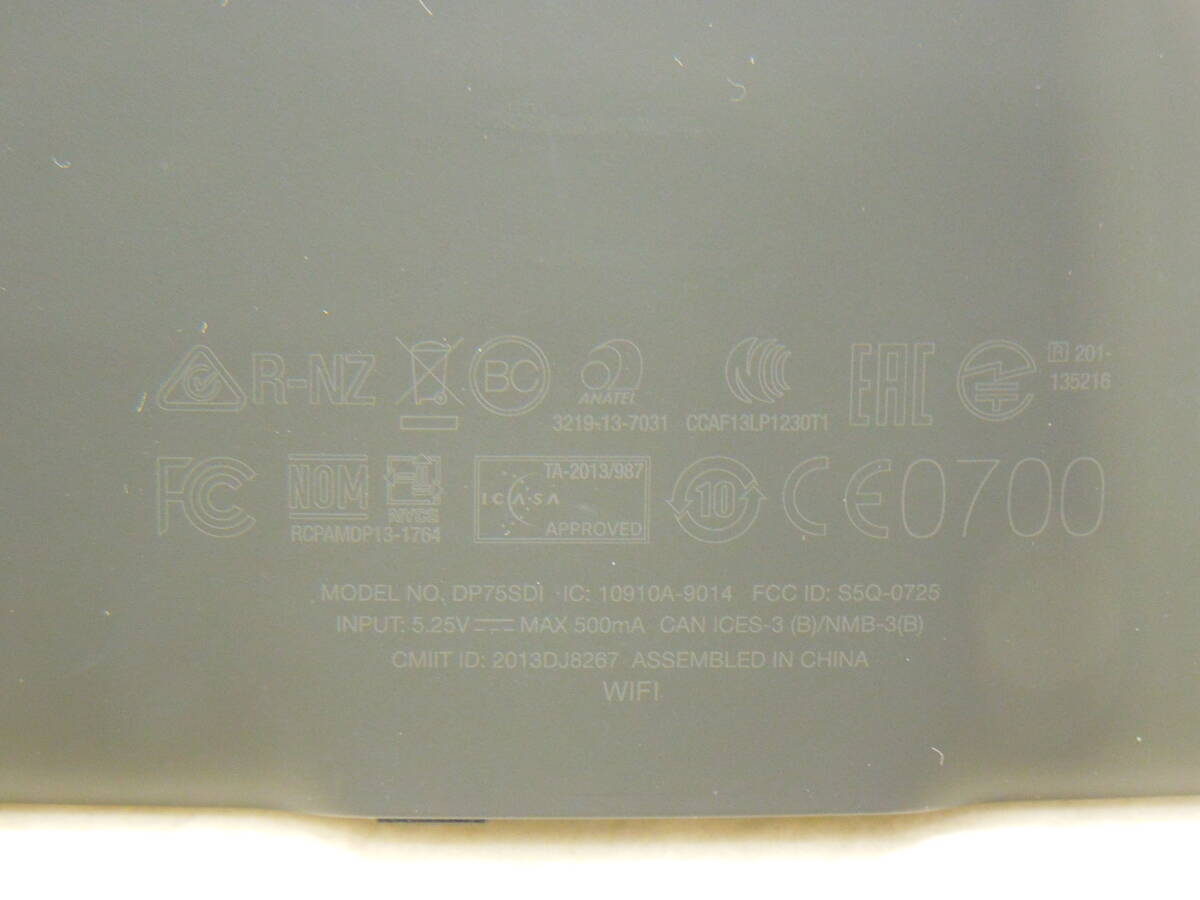 R-NZ BC ANATEL EAC R 201-
3219-13-7031 CCAF13LP1230T1 135216
FC NOM NYCE ICASA TA-2013/987 APPROVED 10 CE0700
RCPAMDP13-1764
MODEL NO. DP75SDI IC: 10910A-9014 FCC ID: S5Q-0725
INPUT: 5.25V MAX 500mA CAN ICES-3 (B)/NMB-3(B)
CMIIT ID: 2013DJ8267 ASSEMBLED IN CHINA
WIFI